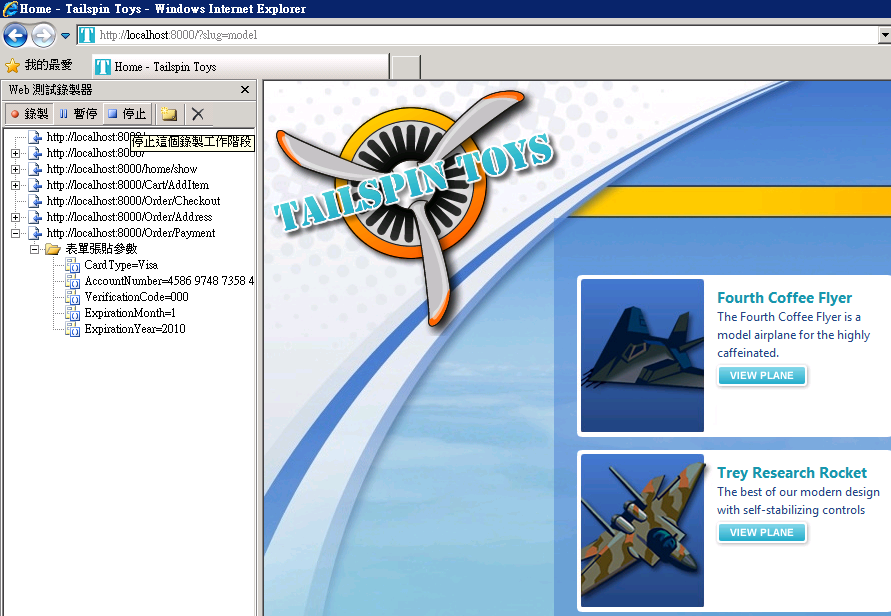 Home - Tailspin Toys - Windows Internet Explorer
http://localhost:8000/?slug=model
我的最愛
Home - Tailspin Toys
Web 測試錄製器
錄製
暫停
停止
http://localhost:8000/
停止這個錄製工作階段
http://localhost:8000/
http://localhost:8000/home/show
http://localhost:8000/Cart/AddItem
http://localhost:8000/Order/Checkout
http://localhost:8000/Order/Address
http://localhost:8000/Order/Payment
表單張貼參數
CardType=Visa
AccountNumber=4586 9748 7358 4
VerificationCode=000
ExpirationMonth=1
ExpirationYear=2010
TAILSPIN TOYS
Fourth Coffee Flyer
The Fourth Coffee Flyer is a
model airplane for the highly
caffeinated.
VIEW PLANE
Trey Research Rocket
The best of our modern design
with self-stabilizing controls
VIEW PLANE